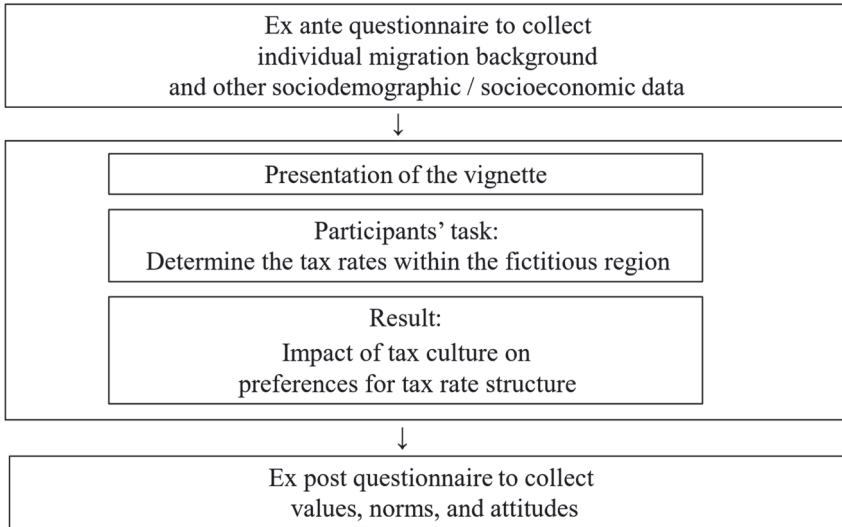 Ex ante questionnaire to collect
individual migration background
and other sociodemographic / socioeconomic data
↓
Presentation of the vignette
Participants’ task:
Determine the tax rates within the fictitious region
Result:
Impact of tax culture on
preferences for tax rate structure
↓
Ex post questionnaire to collect
values, norms, and attitudes